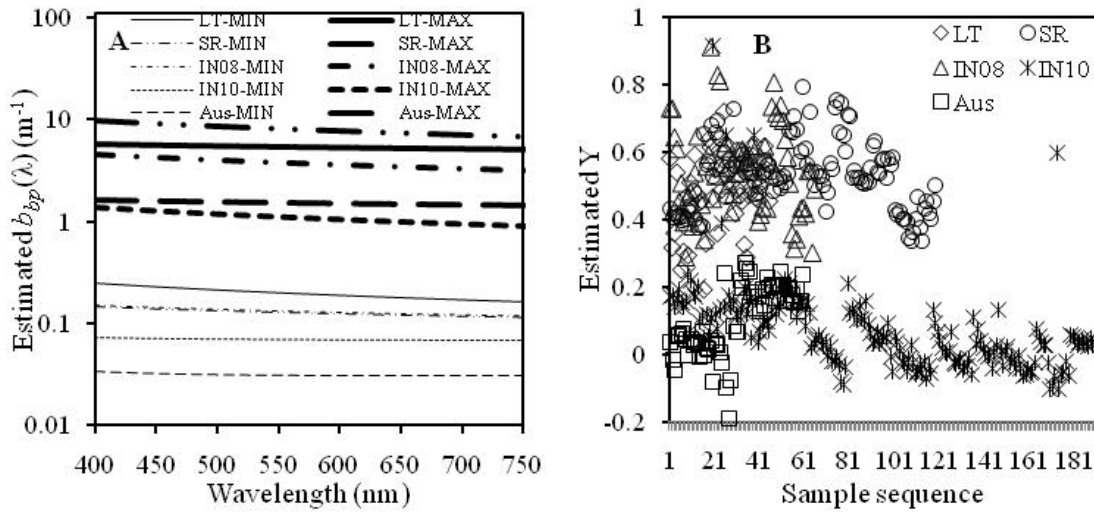 A
LT-MIN LT-MAX
SR-MIN SR-MAX
IN08-MIN IN08-MAX
IN10-MIN IN10-MAX
Aus-MIN Aus-MAX
Estimated b_bp(λ) (m⁻¹)
100
10
1
0.1
0.01
400 450 500 550 600 650 700 750
Wavelength (nm)
B
LT SR
IN08 IN10
Aus
Estimated Y
1
0.8
0.6
0.4
0.2
0
-0.2
1 21 41 61 81 101 121 141 161 181
Sample sequence